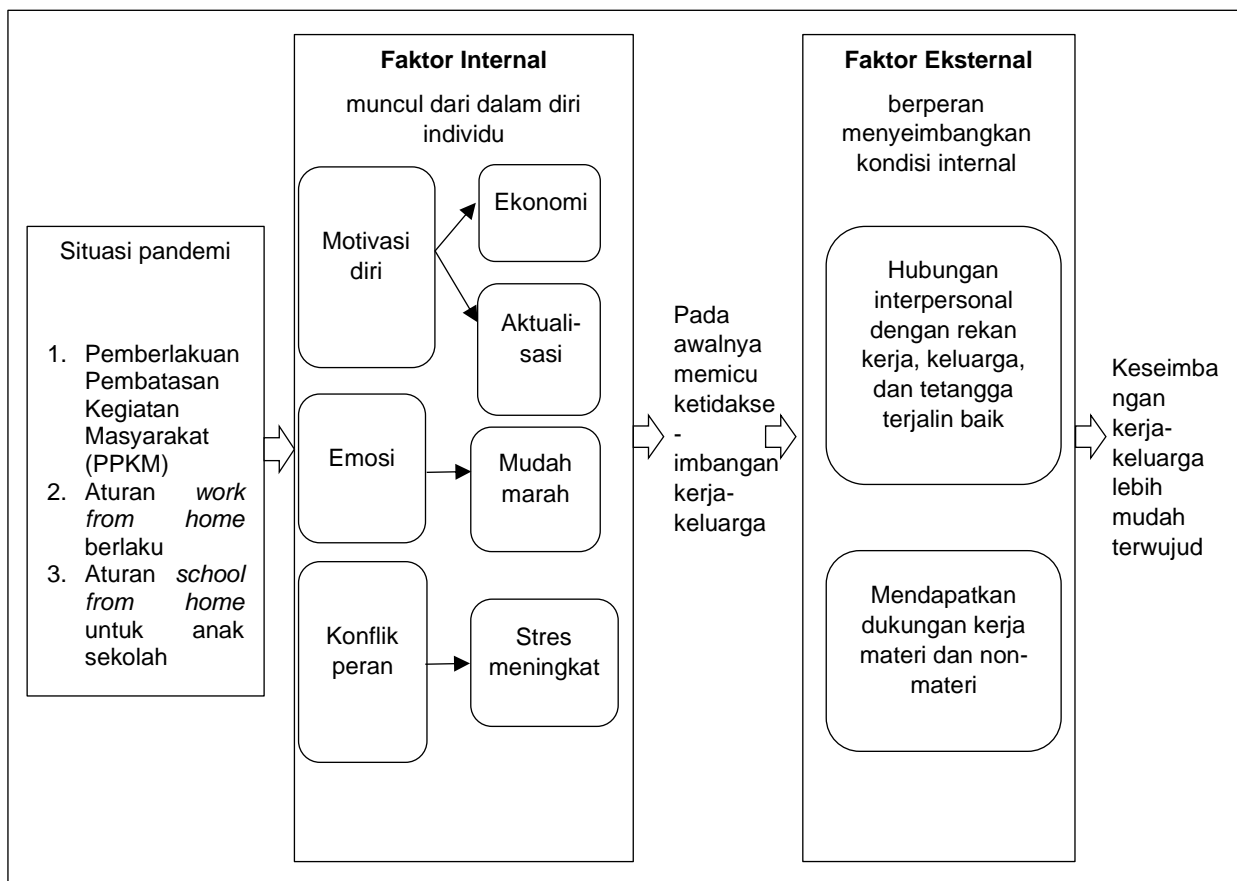 Situasi pandemi
1. Pemberlakuan
Pembatasan
Kegiatan
Masyarakat
(PPKM)
2. Aturan work
from home
berlaku
3. Aturan school
from home
untuk anak
sekolah
Faktor Internal
muncul dari dalam diri
individu
Motivasi
diri
Ekonomi
Aktuali-
sasi
Emosi
Mudah
marah
Konflik
peran
Stres
meningkat
Pada
awalnya
memicu
ketidakse
-
imbangan
kerja-
keluarga
Faktor Eksternal
berperan
menyeimbangkan
kondisi internal
Hubungan
interpersonal
dengan rekan
kerja, keluarga,
dan tetangga
terjalin baik
Mendapatkan
dukungan kerja
materi dan non-
materi
Keseimba
ngan
kerja-
keluarga
lebih
mudah
terwujud